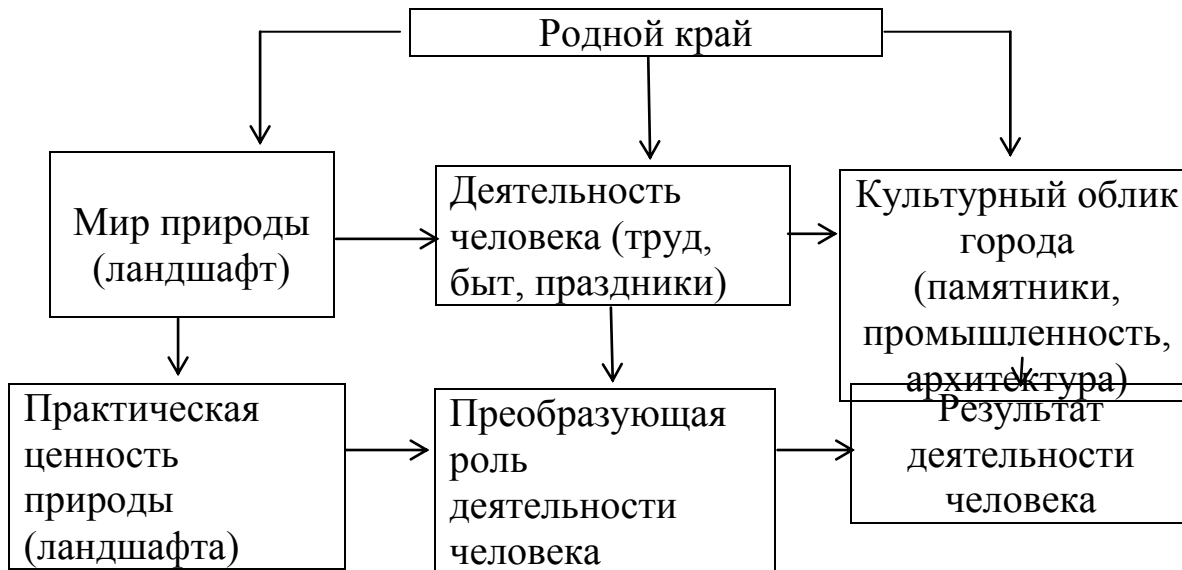 Родной край
Мир природы
(ландшафт)
Деятельность
человека (труд,
быт, праздники)
Культурный облик
города
(памятники,
промышленность,
архитектура)
Практическая
ценность
природы
(ландшафта)
Преобразующая
роль
деятельности
человека
Результат
деятельности
человека